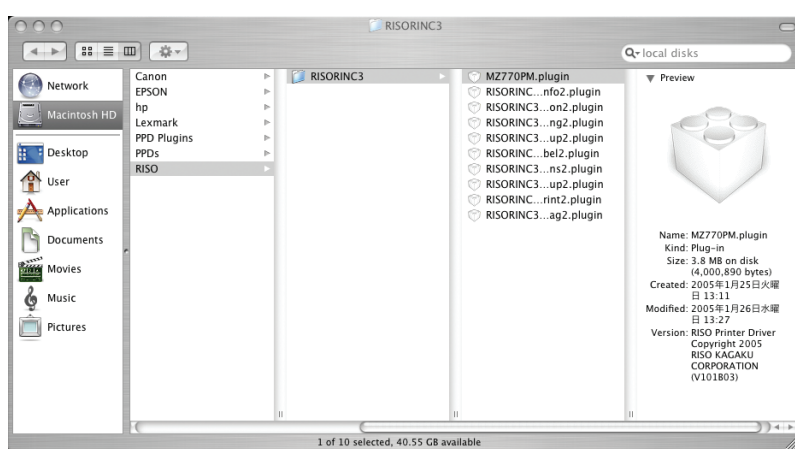 RISORINC3
local disks
Network
Macintosh HD
Desktop
User
Applications
Documents
Movies
Music
Pictures
Canon
EPSON
hp
Lexmark
PPD Plugins
PPDs
RISO
RISORINC3
MZ770PM.plugin
RISORINC...nfo2.plugin
RISORINC3...on2.plugin
RISORINC3...ng2.plugin
RISORINC3...up2.plugin
RISORINC...bel2.plugin
RISORINC3...ns2.plugin
RISORINC3...up2.plugin
RISORINC...rint2.plugin
RISORINC3...ag2.plugin
Preview
Name: MZ770PM.plugin
Kind: Plug-in
Size: 3.8 MB on disk
(4,000,890 bytes)
Created: 2005年1月25日火曜
日 13:11
Modified: 2005年1月26日水曜
日 13:27
Version: RISO Printer Driver
Copyright 2005
RISO KAGAKU
CORPORATION
(V101B03)
1 of 10 selected, 40.55 GB available